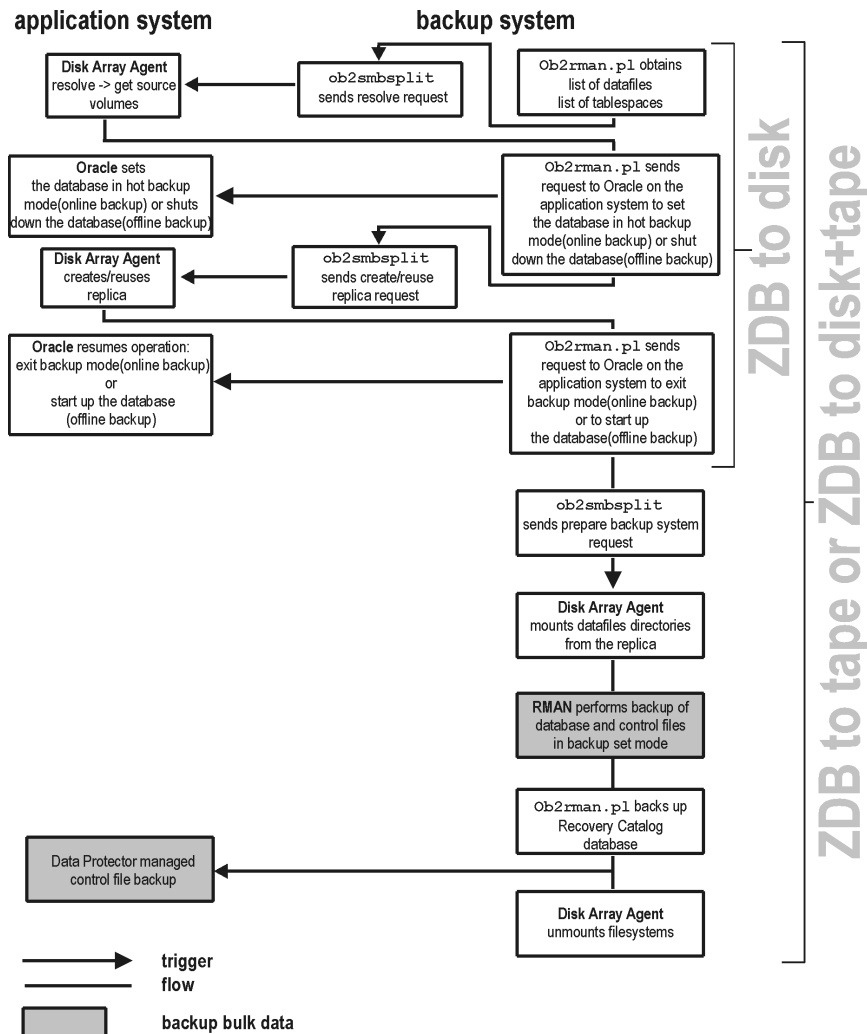 application system
backup system
Disk Array Agent
resolve -> get source
volumes
ob2smbsplit
sends resolve request
Ob2rman.pl obtains
list of datafiles
list of tablespaces
Oracle sets
the database in hot backup
mode(online backup) or shuts
down the database(offline backup)
Ob2rman.pl sends
request to Oracle on the
application system to set
the database in hot backup
mode(online backup) or shut
down the database(offline backup)
Disk Array Agent
creates/reuses
replica
ob2smbsplit
sends create/reuse
replica request
Oracle resumes operation:
exit backup mode(online backup)
or
start up the database
(offline backup)
Ob2rman.pl sends
request to Oracle on the
application system to exit
backup mode(online backup)
or to start up
the database(offline backup)
ob2smbsplit
sends prepare backup system
request
Disk Array Agent
mounts datafiles directories
from the replica
RMAN performs backup of
database and control files
in backup set mode
Ob2rman.pl backs up
Recovery Catalog
database
Data Protector managed
control file backup
Disk Array Agent
unmounts filesystems
ZDB to disk
ZDB to tape or ZDB to disk+tape
trigger
flow
backup bulk data